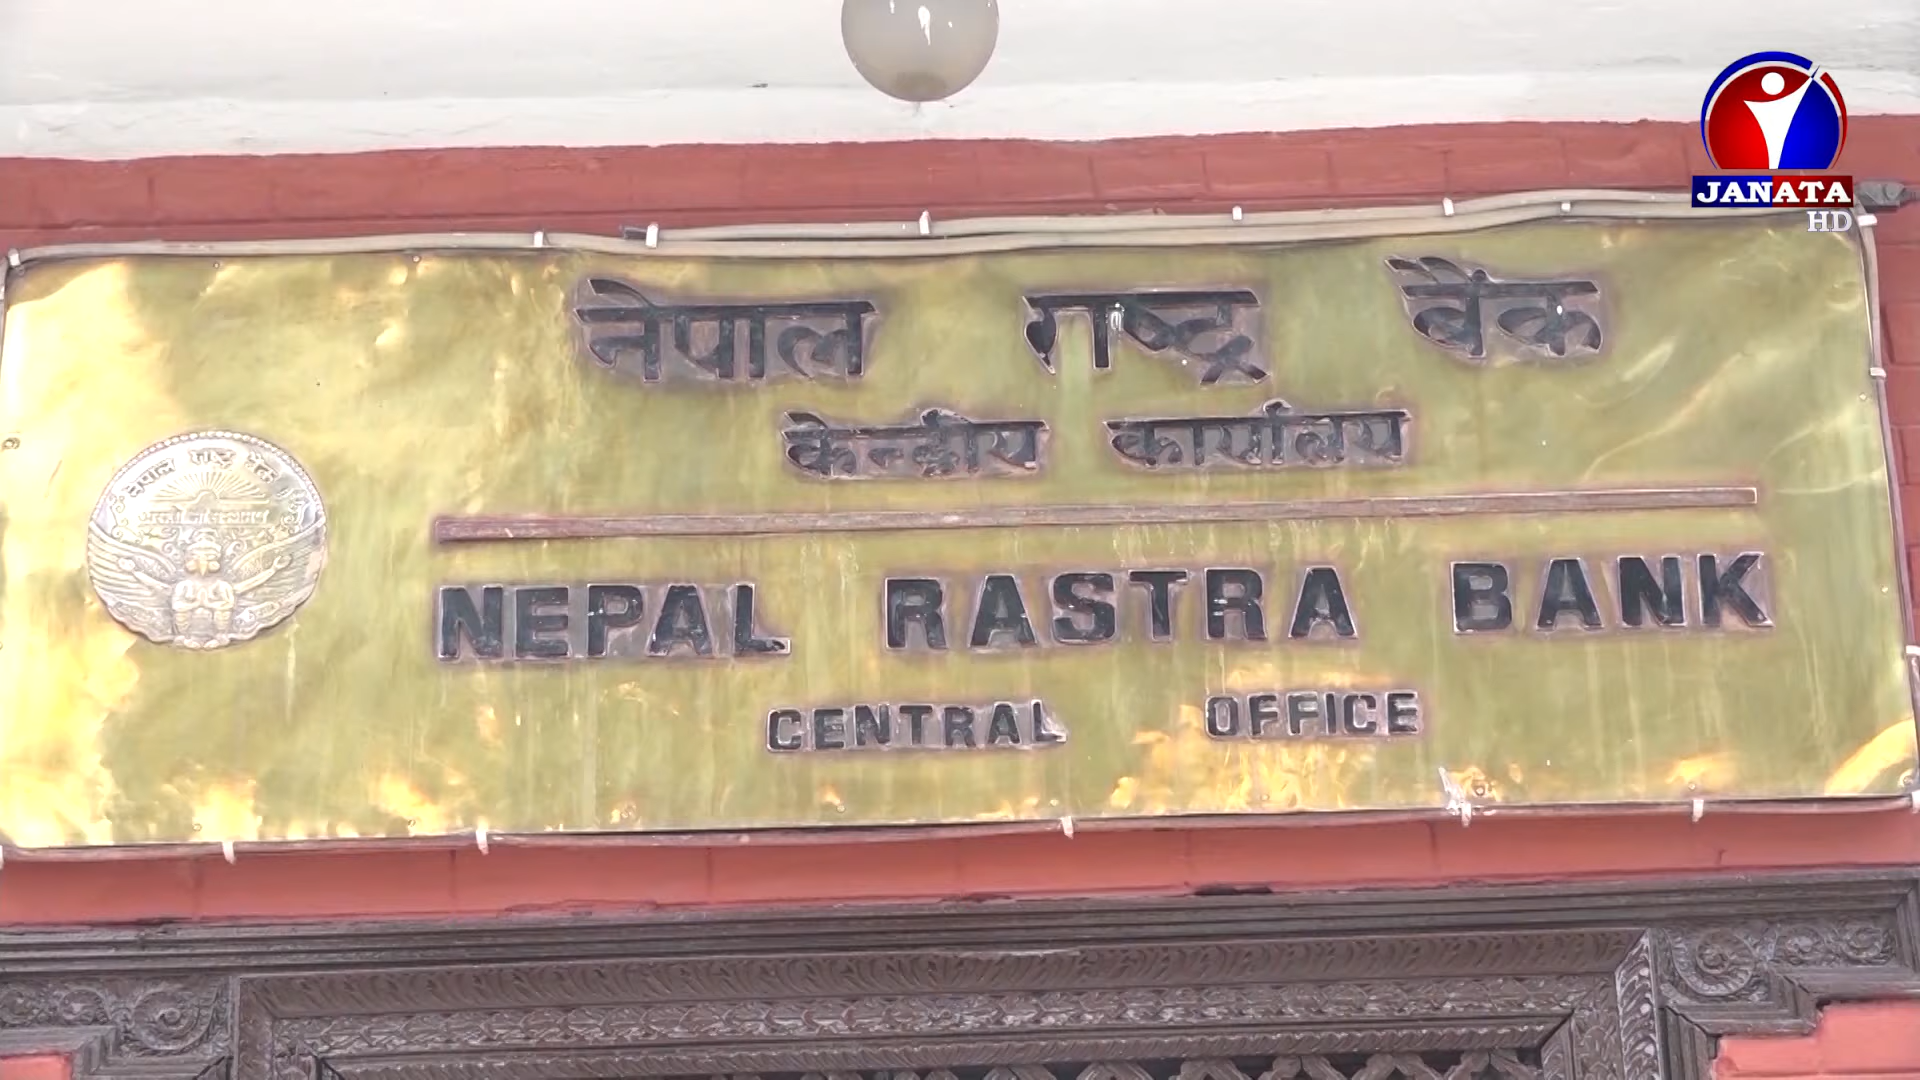 JANATA
HD
नेपाल राष्ट्र बैंक
केन्द्रीय कार्यालय
नेपाल राष्ट्र बैंक
NEPAL RASTRA BANK
CENTRAL OFFICE